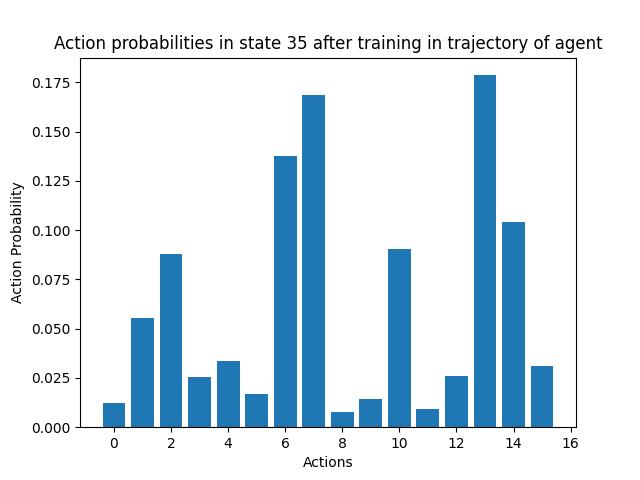 Action probabilities in state 35 after training in trajectory of agent
0.175
0.150
0.125
0.100
0.075
0.050
0.025
0.000
Action Probability
0 2 4 6 8 10 12 14 16
Actions